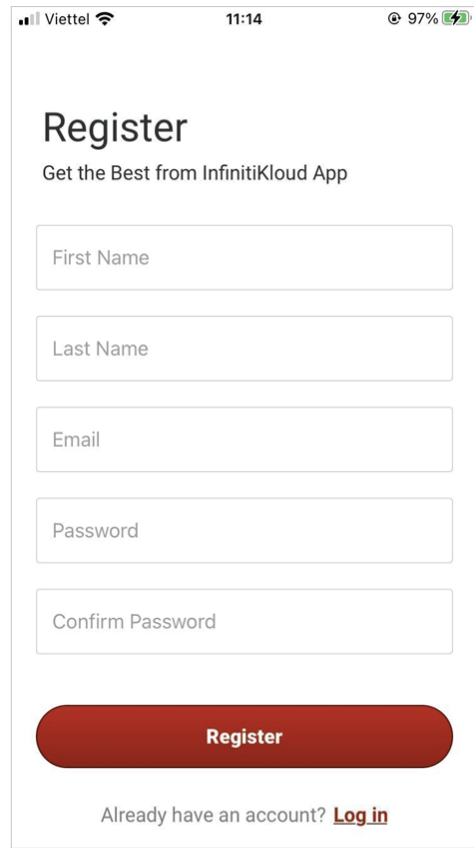 Viettel 11:14 97%
Register
Get the Best from InfinitiKloud App
First Name
Last Name
Email
Password
Confirm Password
Register
Already have an account? Log in